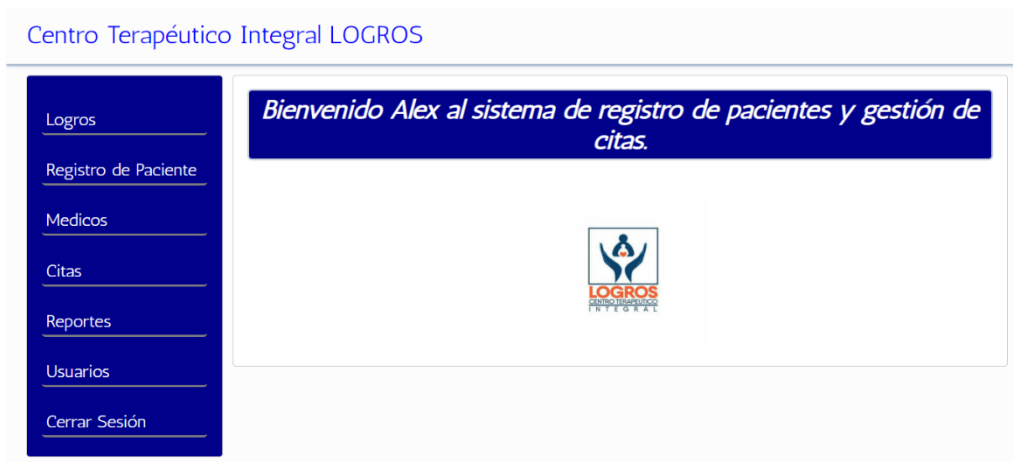 Centro Terapéutico Integral LOGROS
Logros
Registro de Paciente
Medicos
Citas
Reportes
Usuarios
Cerrar Sesión
Bienvenido Alex al sistema de registro de pacientes y gestión de
citas.
LOGROS
CENTRO TERAPEUTICO
INTEGRAL